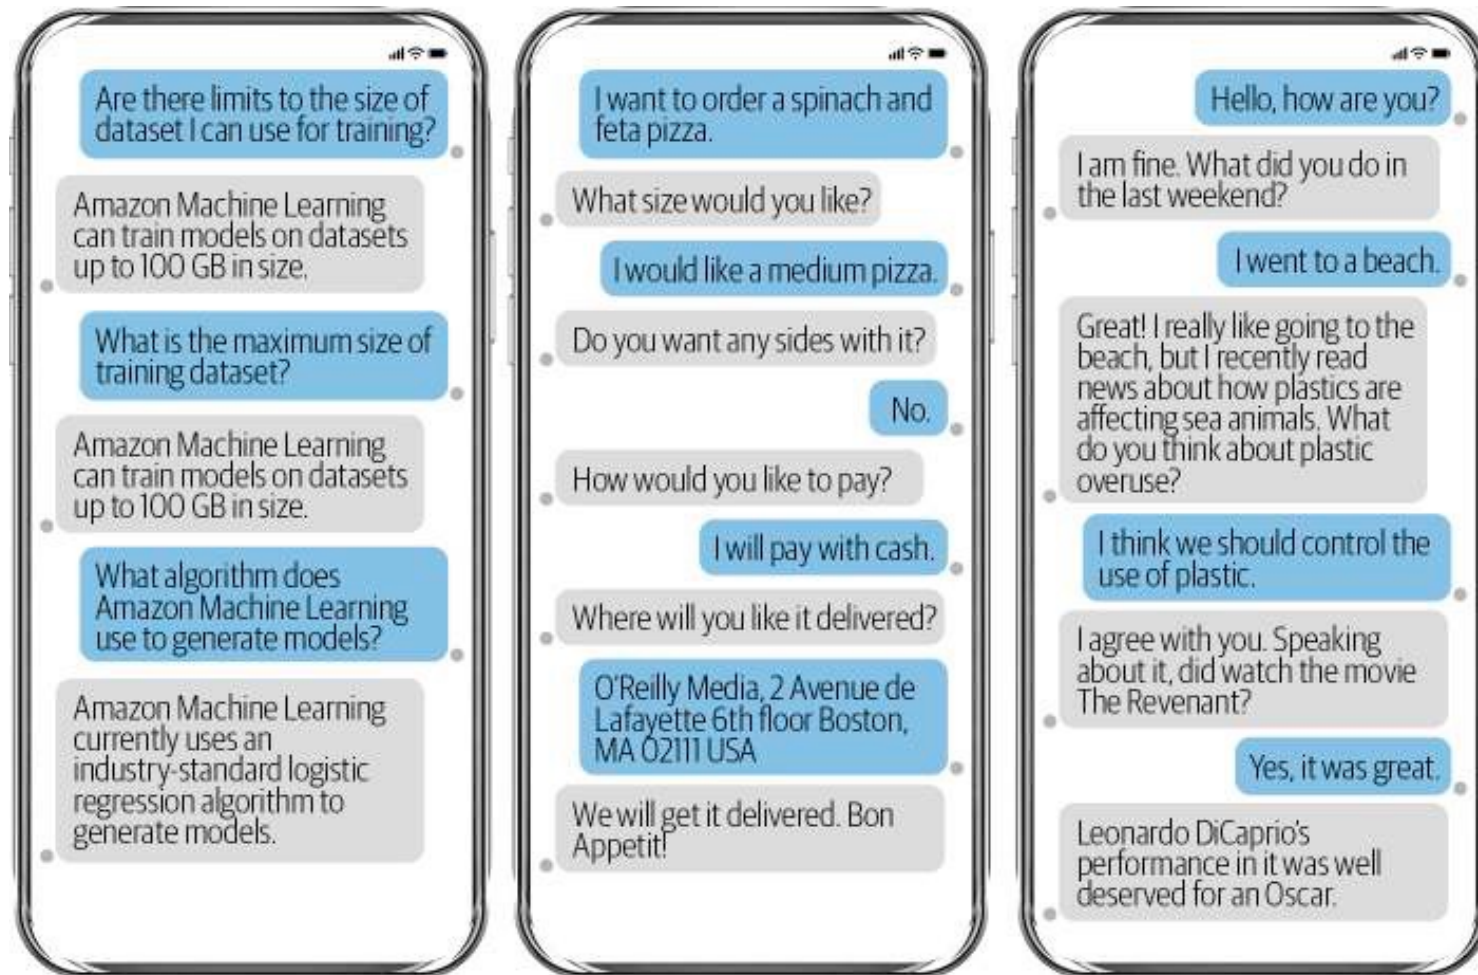 Are there limits to the size of
dataset I can use for training?
Amazon Machine Learning
can train models on datasets
up to 100 GB in size.
What is the maximum size of
training dataset?
Amazon Machine Learning
can train models on datasets
up to 100 GB in size.
What algorithm does
Amazon Machine Learning
use to generate models?
Amazon Machine Learning
currently uses an
industry-standard logistic
regression algorithm to
generate models.
I want to order a spinach and
feta pizza.
What size would you like?
I would like a medium pizza.
Do you want any sides with it?
No.
How would you like to pay?
I will pay with cash.
Where will you like it delivered?
O'Reilly Media, 2 Avenue de
Lafayette 6th floor Boston,
MA 02111 USA
We will get it delivered. Bon
Appetit!
Hello, how are you?
I am fine. What did you do in
the last weekend?
I went to a beach.
Great! I really like going to the
beach, but I recently read
news about how plastics are
affecting sea animals. What
do you think about plastic
overuse?
I think we should control the
use of plastic.
I agree with you. Speaking
about it, did watch the movie
The Revenant?
Yes, it was great.
Leonardo DiCaprio's
performance in it was well
deserved for an Oscar.